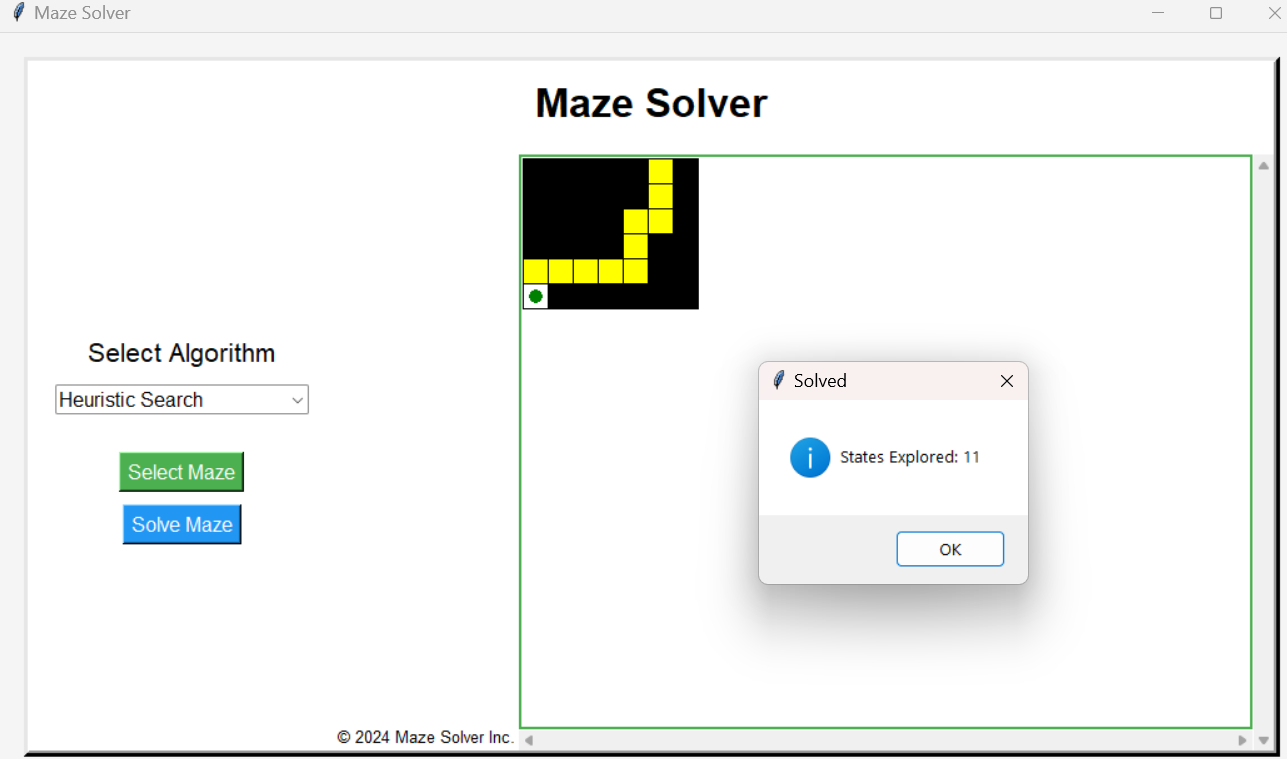 Maze Solver
Maze Solver
Select Algorithm
Heuristic Search
Select Maze
Solve Maze
Solved
States Explored: 11
OK
© 2024 Maze Solver Inc.